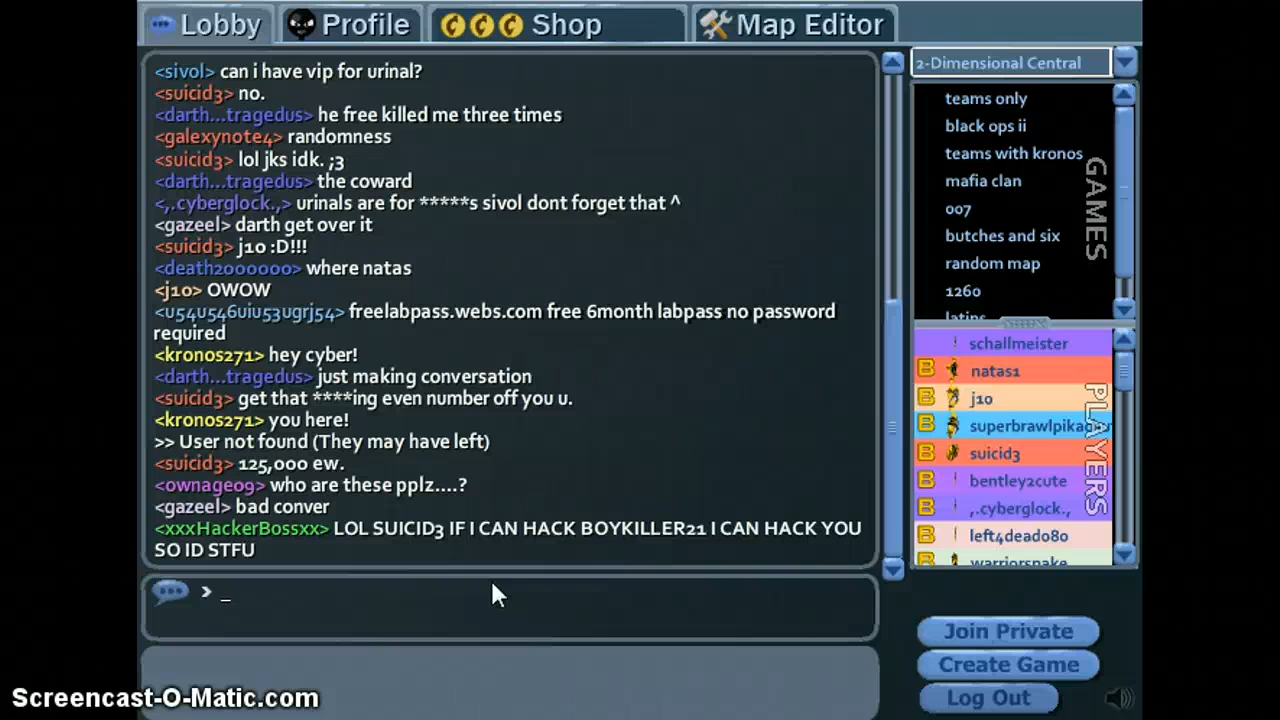 Lobby
Profile
Shop
Map Editor
<sivol> can i have vip for urinal?
<suicid3> no.
<darth...tragedus> he free killed me three times
<galexynote4> randomness
<suicid3> lol jks idk. ;3
<darth...tragedus> the coward
<,.cyberglock.,> urinals are for *****s sivol dont forget that ^
<gazeel> darth get over it
<suicid3> j10 :D!!!
<death2000000> where natas
<j10> OWOW
<u54u546uiu53ugrj54> freelabpass.webs.com free 6month labpass no password
required
<kronos271> hey cyber!
<darth...tragedus> just making conversation
<suicid3> get that ****ing even number off you u.
<kronos271> you here!
>> User not found (They may have left)
<suicid3> 125,000 ew.
<ownage09> who are these pplz....?
<gazeel> bad conver
<xxxHackerBossxx> LOL SUICID3 IF I CAN HACK BOYKILLER21 I CAN HACK YOU
SO ID STFU
> _
2-Dimensional Central
teams only
black ops ii
teams with kronos
mafia clan
007
butches and six
random map
1260
latins
GAMES
schallmeister
natas1
j10
superbrawlpika
suicid3
bentley2cute
,.cyberglock.,
left4dead080
warriorsnake
PLAYERS
Join Private
Create Game
Log Out
Screencast-O-Matic.com